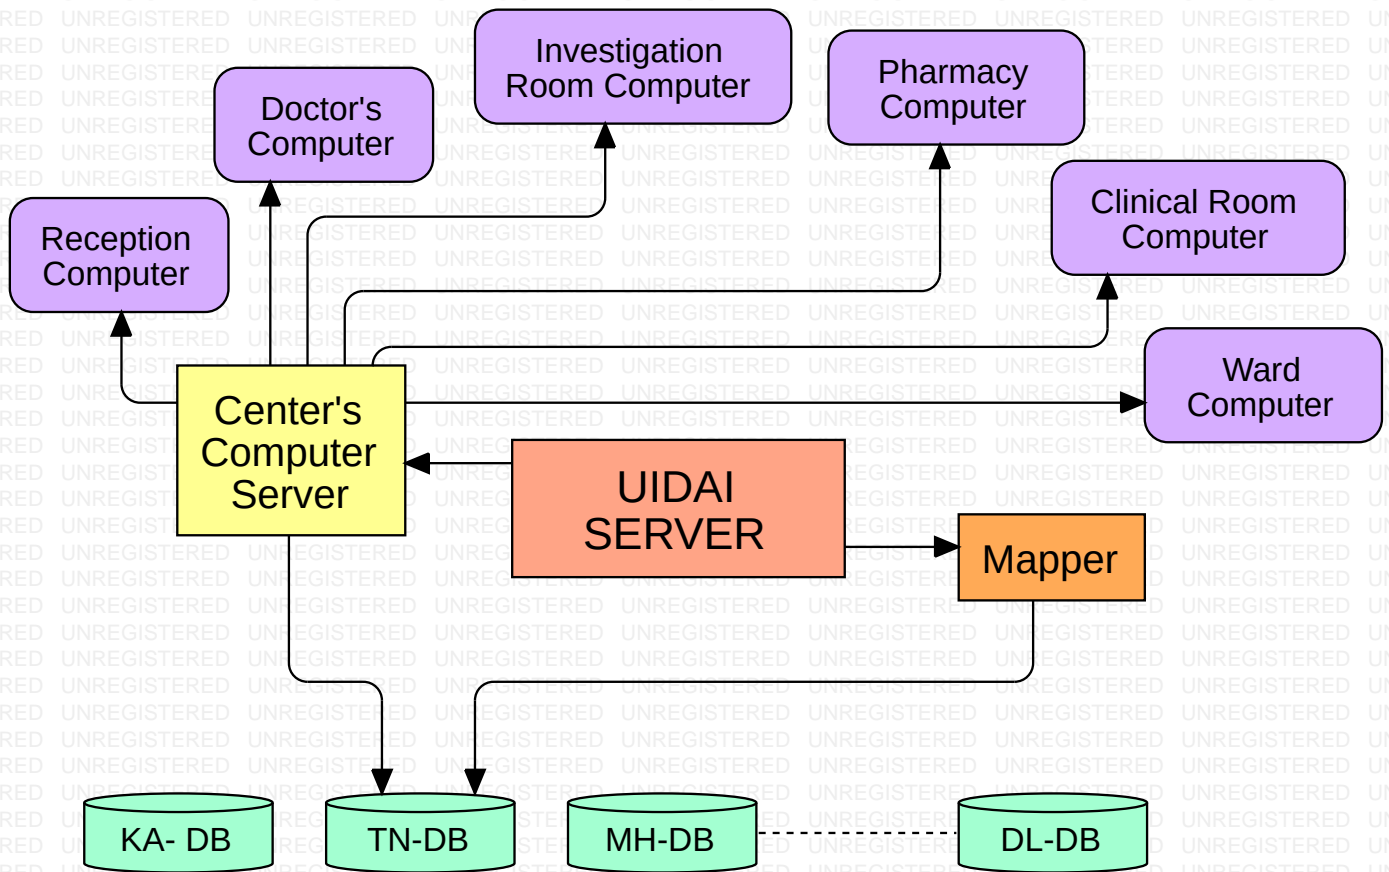 Investigation
Room Computer
Pharmacy
Computer
Doctor's
Computer
Clinical Room
Computer
Reception
Computer
Ward
Computer
Center's
Computer
Server
UIDAI
SERVER
Mapper
KA- DB
TN-DB
MH-DB
DL-DB
UNREGISTERED